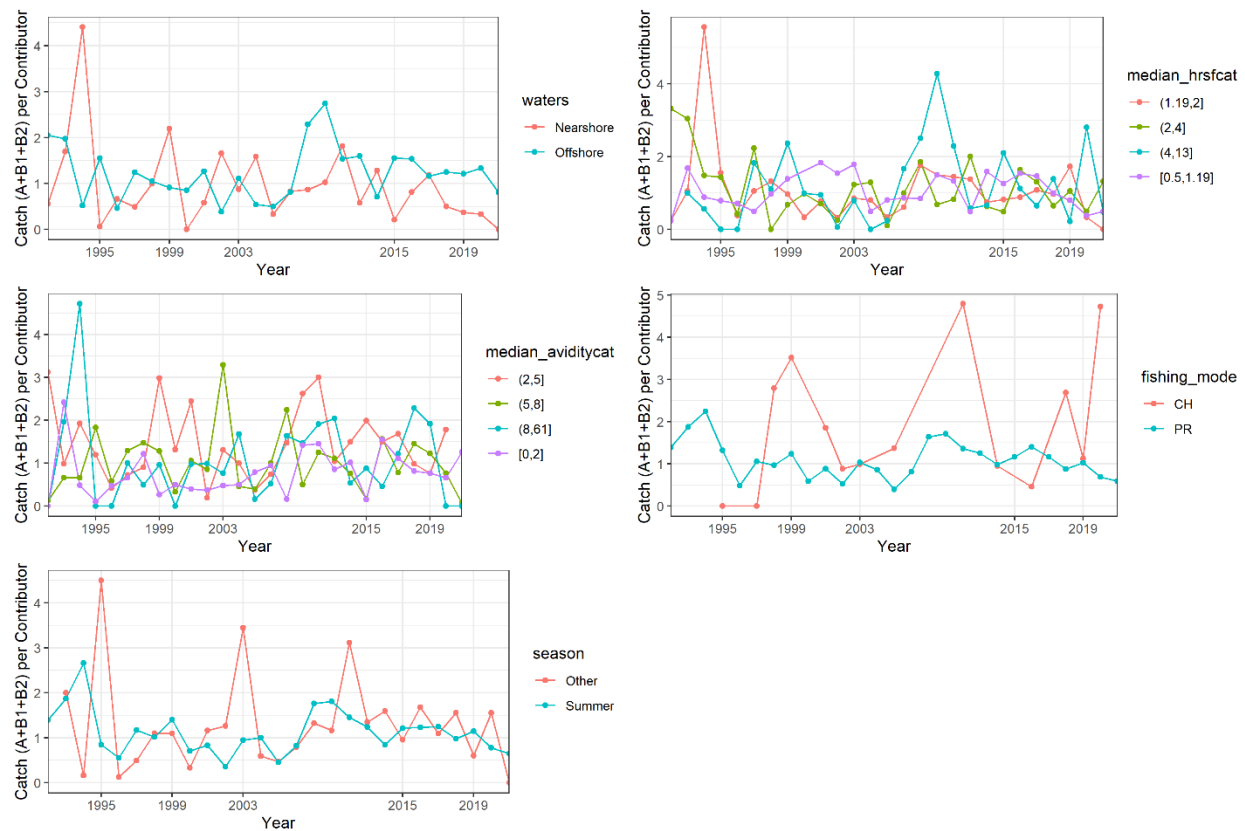 Catch (A+B1+B2) per Contributor
4
3
2
1
0
1995
1999
2003
2015
2019
Year
waters
Nearshore
Offshore
Catch (A+B1+B2) per Contributor
4
2
0
1995
1999
2003
2015
2019
Year
median_hrsfcat
(1.19,2]
(2,4]
(4,13]
[0.5,1.19]
Catch (A+B1+B2) per Contributor
4
3
2
1
0
1995
1999
2003
2015
2019
Year
median_aviditycat
(2,5]
(5,8]
(8,61]
[0,2]
Catch (A+B1+B2) per Contributor
5
4
3
2
1
0
1995
1999
2003
2015
2019
Year
fishing_mode
CH
PR
Catch (A+B1+B2) per Contributor
4
3
2
1
0
1995
1999
2003
2015
2019
Year
season
Other
Summer